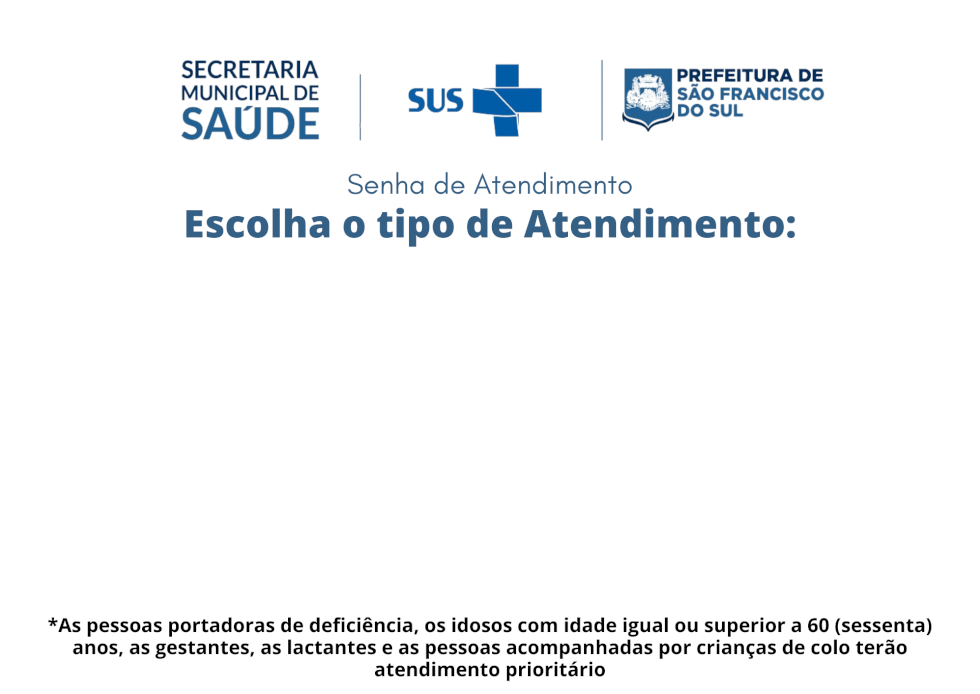 SECRETARIA
MUNICIPAL DE
SAÚDE
SUS
PREFEITURA DE
SÃO FRANCISCO
DO SUL
Senha de Atendimento
Escolha o tipo de Atendimento:
*As pessoas portadoras de deficiência, os idosos com idade igual ou superior a 60 (sessenta)
anos, as gestantes, as lactantes e as pessoas acompanhadas por crianças de colo terão
atendimento prioritário